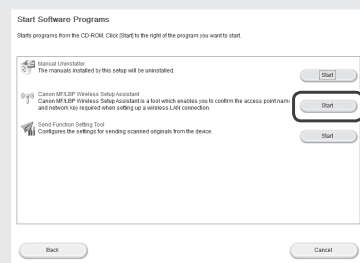 Start Software Programs
Starts programs from the CD-ROM. Click [Start] to the right of the program you want to start.
Manual Uninstaller
The manuals installed by this setup will be uninstalled.
Start
Canon MF/LBP Wireless Setup Assistant
Canon MF/LBP Wireless Setup Assistant is a tool which enables you to confirm the access point name
and network key required when setting up a wireless LAN connection.
Start
Send Function Setting Tool
Configures the settings for sending scanned originals from the device.
Start
Back
Cancel